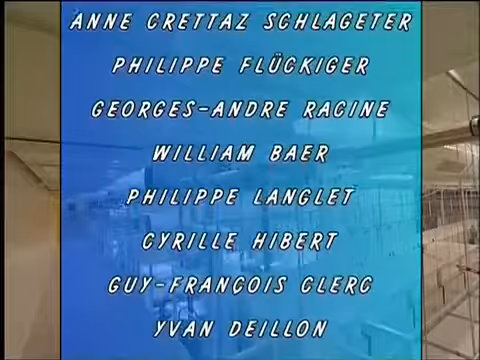 ANNE CRETTAZ SCHLAGETER
PHILIPPE FLÜCKIGER
GEORGES-ANDRE RACINE
WILLIAM BAER
PHILIPPE LANGLET
CYRILLE HIBERT
GUY-FRANÇOIS CLERC
YVAN DEILLON